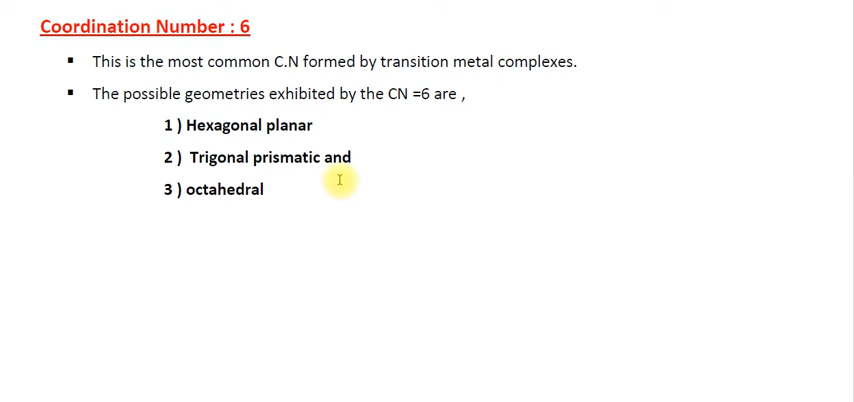 Coordination Number : 6
▪ This is the most common C.N formed by transition metal complexes.
▪ The possible geometries exhibited by the CN =6 are ,
1 ) Hexagonal planar
2 ) Trigonal prismatic and
3 ) octahedral